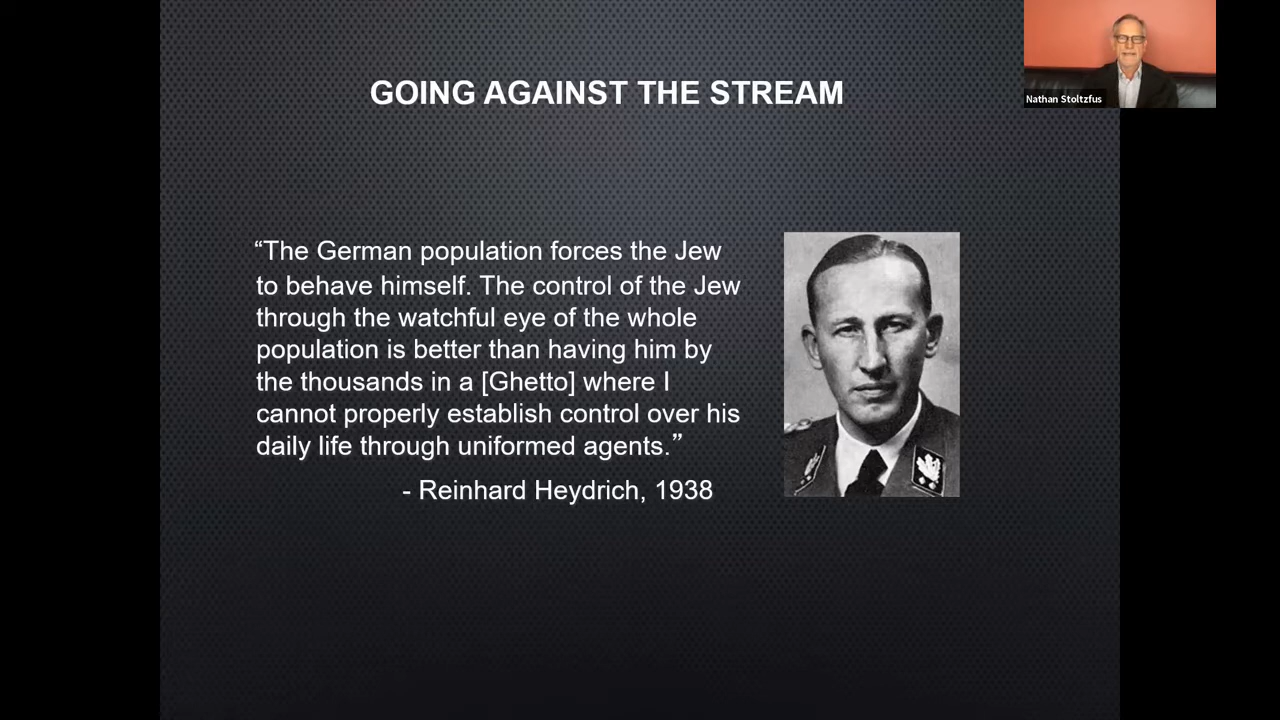 GOING AGAINST THE STREAM
Nathan Stoltzfus
“The German population forces the Jew
to behave himself. The control of the Jew
through the watchful eye of the whole
population is better than having him by
the thousands in a [Ghetto] where I
cannot properly establish control over his
daily life through uniformed agents.”
- Reinhard Heydrich, 1938